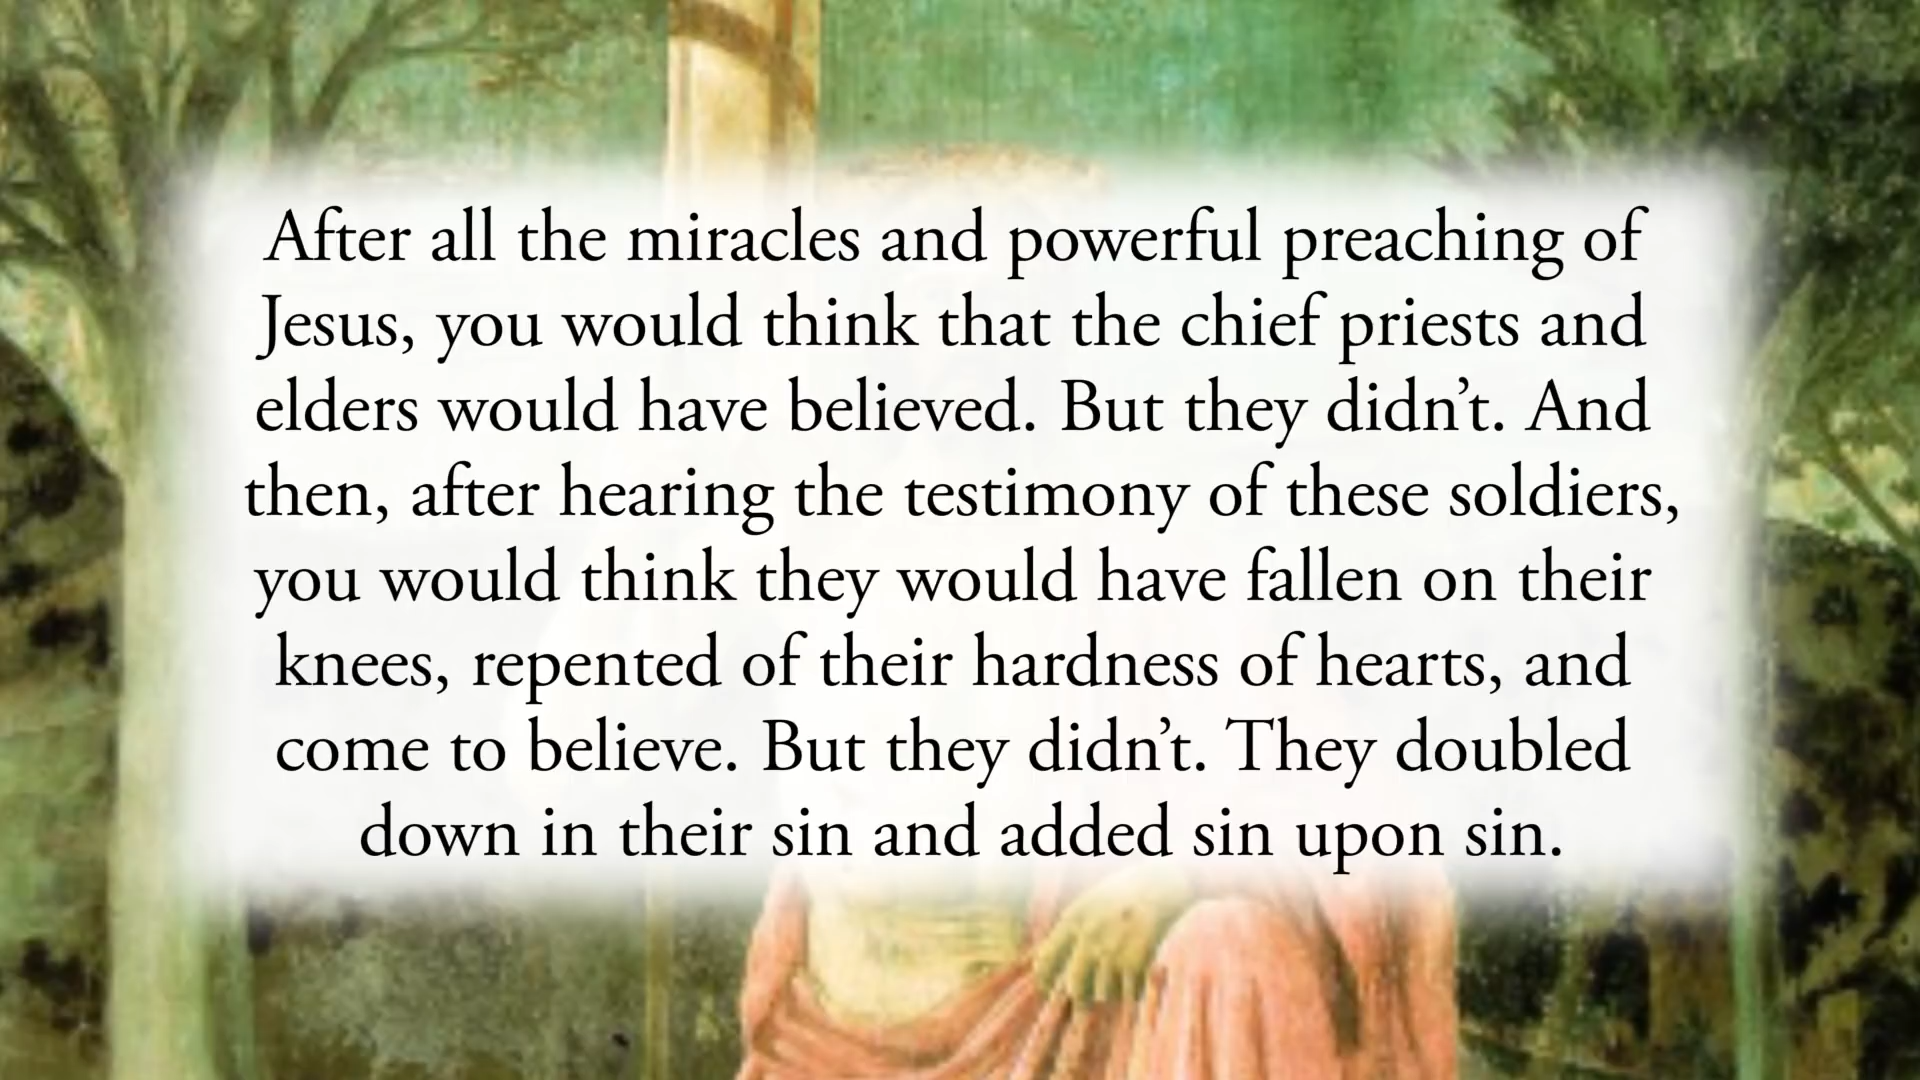 After all the miracles and powerful preaching of
Jesus, you would think that the chief priests and
elders would have believed. But they didn’t. And
then, after hearing the testimony of these soldiers,
you would think they would have fallen on their
knees, repented of their hardness of hearts, and
come to believe. But they didn’t. They doubled
down in their sin and added sin upon sin.